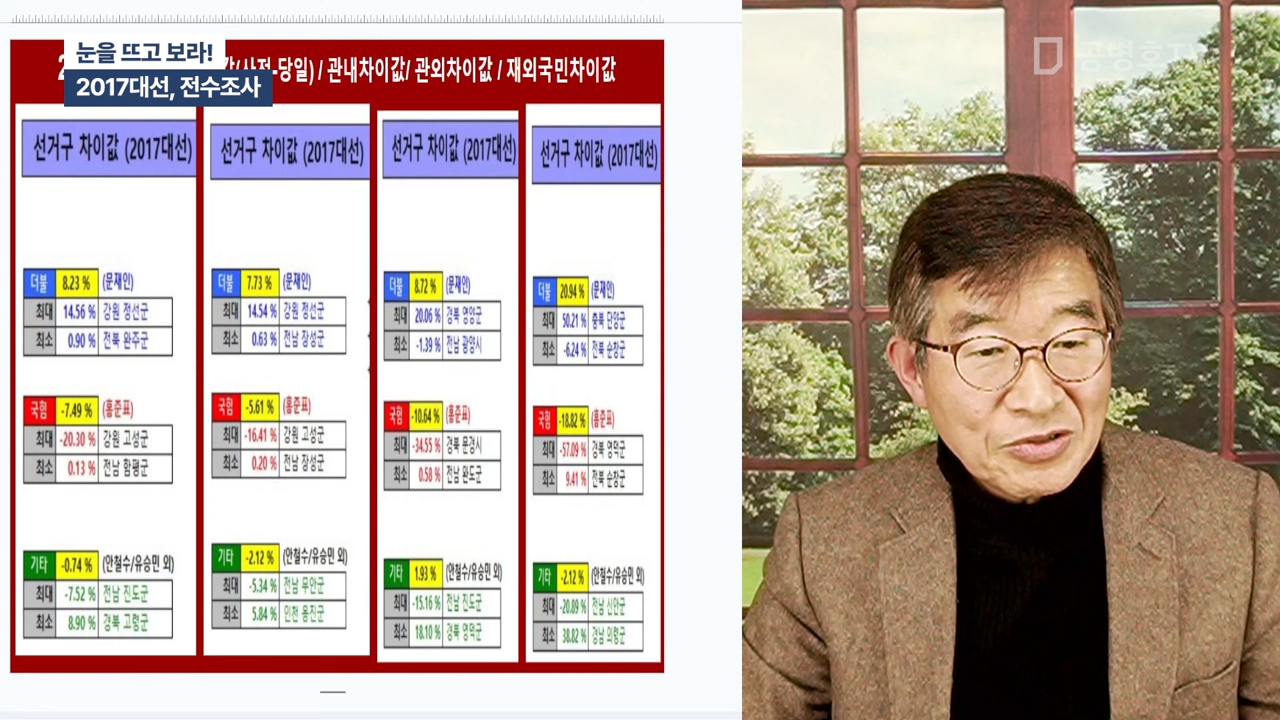 눈을 뜨고 보라!
2017대선, 전수조사
(사전-당일) / 관내차이값/ 관외차이값 / 재외국민차이값
선거구 차이값 (2017대선)
더불 8.23 % (문재인)
최대 14.56 % 강원 정선군
최소 0.90 % 전북 완주군
국힘 -7.49 % (홍준표)
최대 -20.30 % 강원 고성군
최소 0.13 % 전남 함평군
기타 -0.74 % (안철수/유승민 외)
최대 -7.52 % 전남 진도군
최소 8.90 % 경북 고령군
선거구 차이값 (2017대선)
더불 7.73 % (문재인)
최대 14.54 % 강원 정선군
최소 0.63 % 전남 장성군
국힘 -5.61 % (홍준표)
최대 -16.41 % 강원 고성군
최소 0.20 % 전남 장성군
기타 -2.12 % (안철수/유승민 외)
최대 -5.34 % 전남 무안군
최소 5.84 % 인천 옹진군
선거구 차이값 (2017대선)
더불 8.72 % (문재인)
최대 20.06 % 경북 영양군
최소 -1.39 % 전남 광양시
국힘 -10.64 % (홍준표)
최대 -34.55 % 경북 문경시
최소 0.58 % 전남 완도군
기타 1.93 % (안철수/유승민 외)
최대 -15.16 % 전남 진도군
최소 18.10 % 경북 영덕군
선거구 차이값 (2017대선)
더불 20.94 % (문재인)
최대 50.21 % 충북 단양군
최소 -6.24 % 전북 순창군
국힘 -18.82 % (홍준표)
최대 -57.09 % 경북 영덕군
최소 9.41 % 전북 순창군
기타 -2.12 % (안철수/유승민 외)
최대 -20.89 % 전남 신안군
최소 38.82 % 경남 의령군
공병호TV